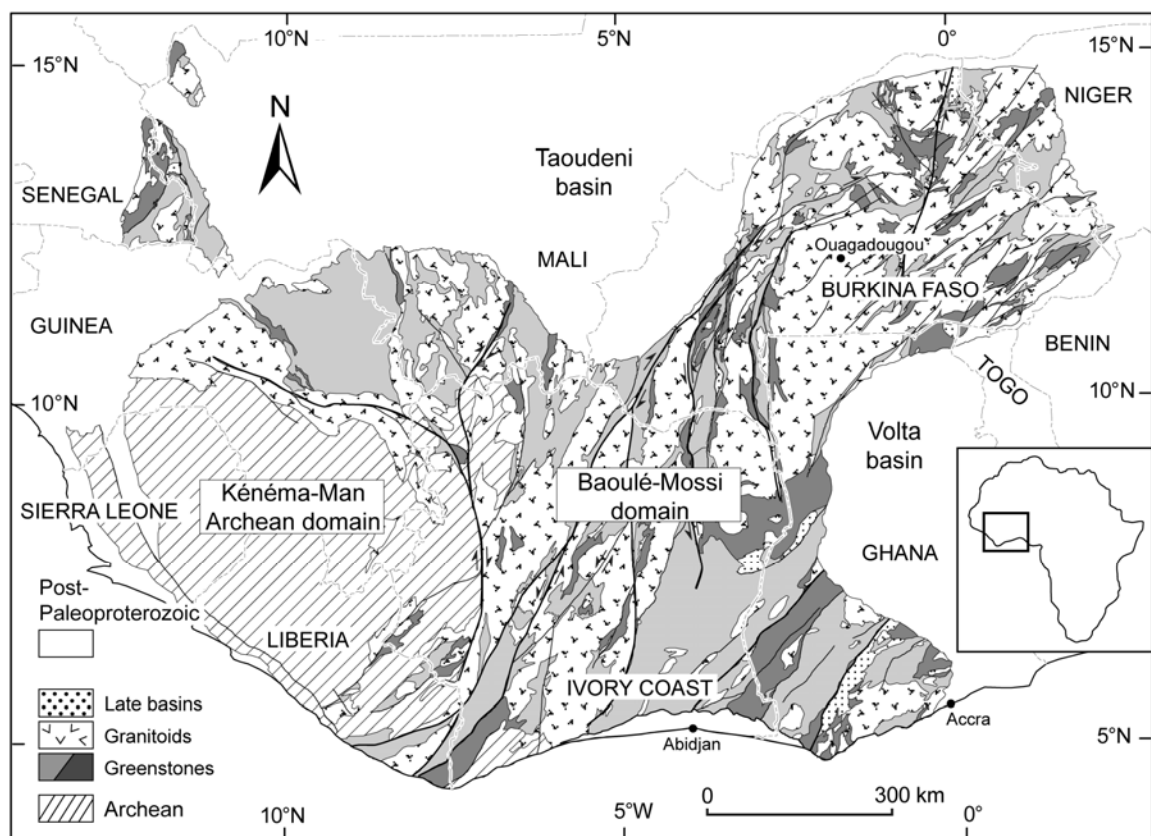 10°N
5°N
0°
15°N
15°N
N
NIGER
SENEGAL
Taoudeni
basin
MALI
Ouagadougou
BURKINA FASO
GUINEA
BENIN
TOGO
10°N
10°N
Volta
basin
Kénéma-Man
Archean domain
Baoulé-Mossi
domain
SIERRA LEONE
GHANA
Post-
Paleoproterozoic
LIBERIA
IVORY COAST
Late basins
Granitoids
Greenstones
Archean
Abidjan
Accra
5°N
0
300 km
10°N
5°W
0°